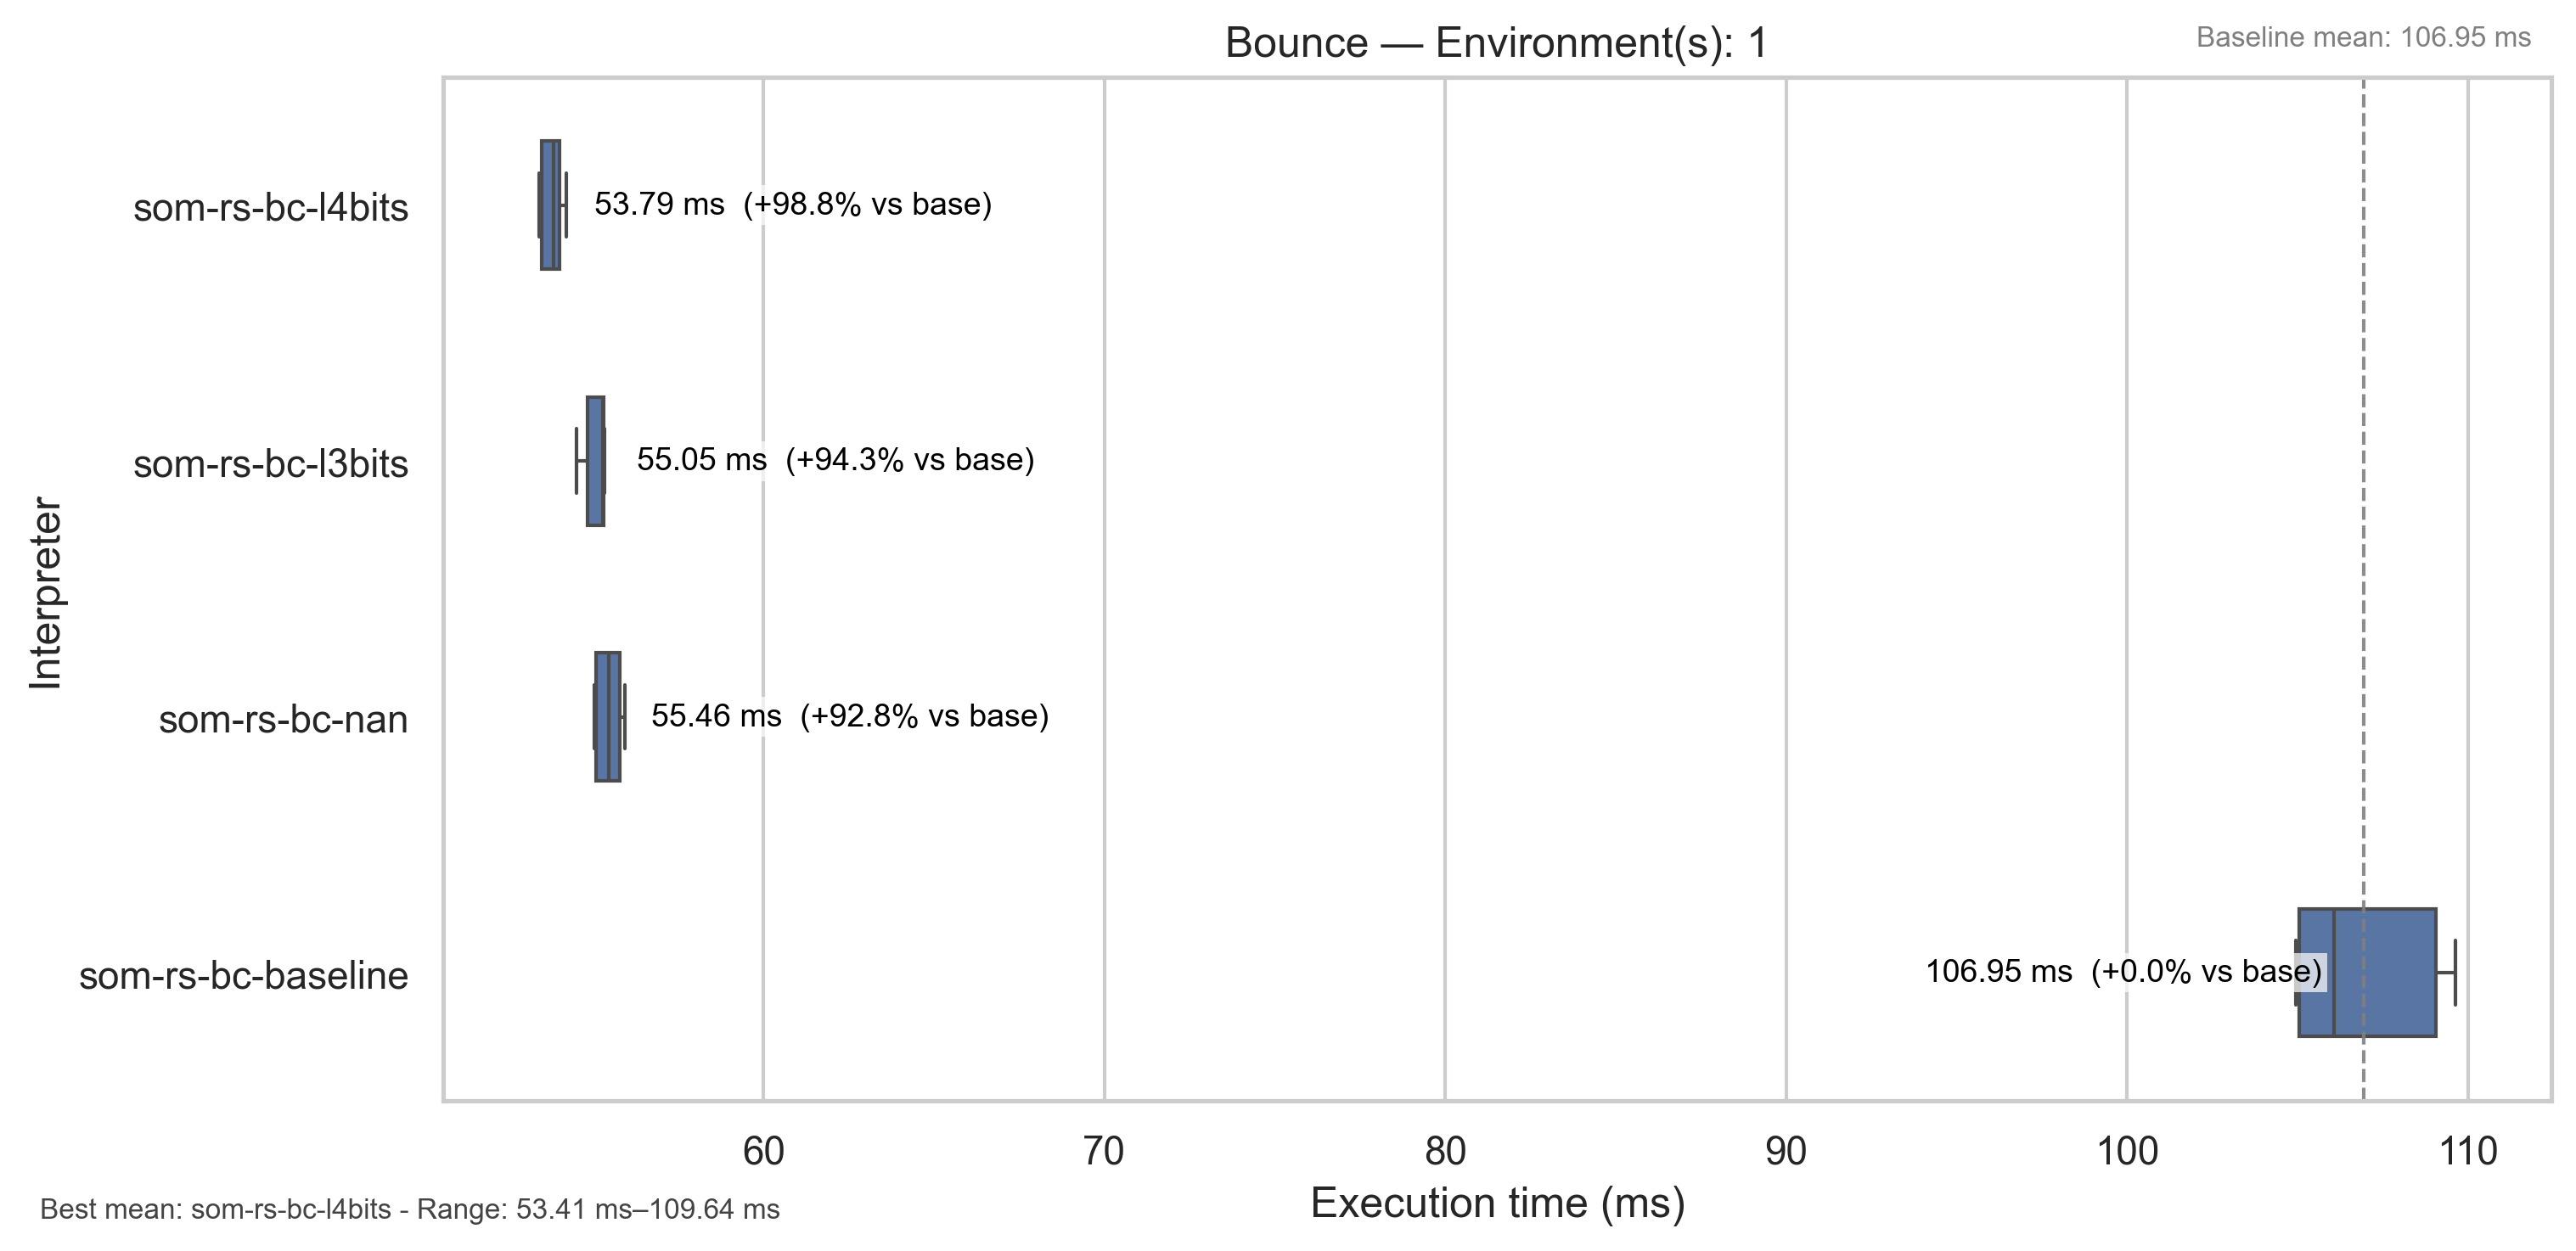 Bounce — Environment(s): 1
Baseline mean: 106.95 ms
Interpreter
som-rs-bc-l4bits
53.79 ms (+98.8% vs base)
som-rs-bc-l3bits
55.05 ms (+94.3% vs base)
som-rs-bc-nan
55.46 ms (+92.8% vs base)
som-rs-bc-baseline
106.95 ms (+0.0% vs base)
60 70 80 90 100 110
Execution time (ms)
Best mean: som-rs-bc-l4bits - Range: 53.41 ms–109.64 ms